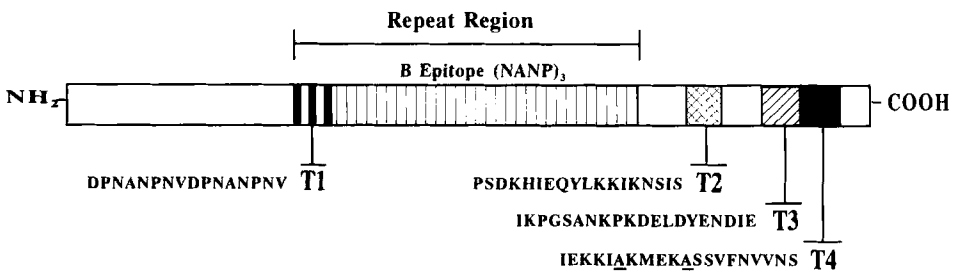 Repeat Region
B Epitope (NANP)₃
NH₂
COOH
DPNANPNVDPNANPNV T1
PSDKHIEQYLKKIKNSIS T2
IKPGSANKPKDELDYENDIE T3
IEKKIAKMEKASSVFNVVNS T4